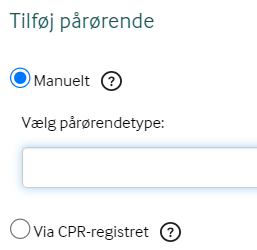 Tilføj pårørende
Manuelt ?
Vælg pårørendetype:
Via CPR-registret ?